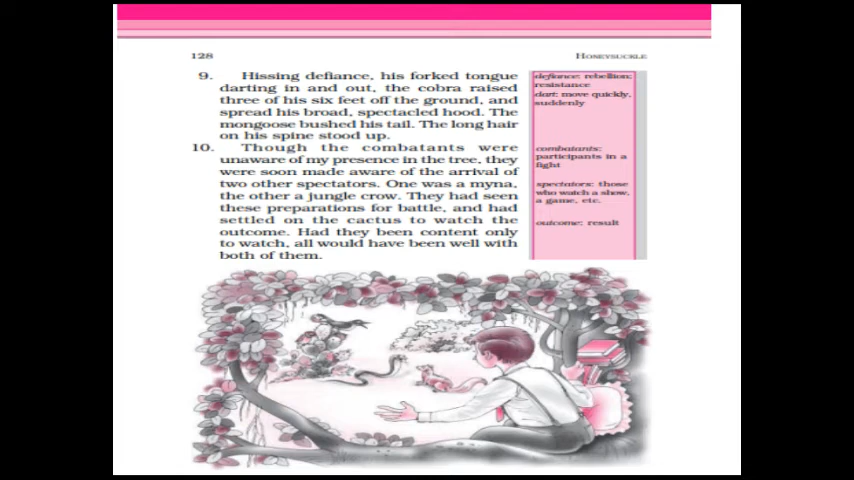 128
HONEYSUCKLE
9. Hissing defiance, his forked tongue
darting in and out, the cobra raised
three of his six feet off the ground, and
spread his broad, spectacled hood. The
mongoose bushed his tail. The long hair
on his spine stood up.
10. Though the combatants were
unaware of my presence in the tree, they
were soon made aware of the arrival of
two other spectators. One was a myna,
the other a jungle crow. They had seen
these preparations for battle, and had
settled on the cactus to watch the
outcome. Had they been content only
to watch, all would have been well with
both of them.
defiance: rebellion;
resistance
dart: move quickly,
suddenly
combatants:
participants in a
fight
spectators: those
who watch a show,
a game, etc.
outcome: result